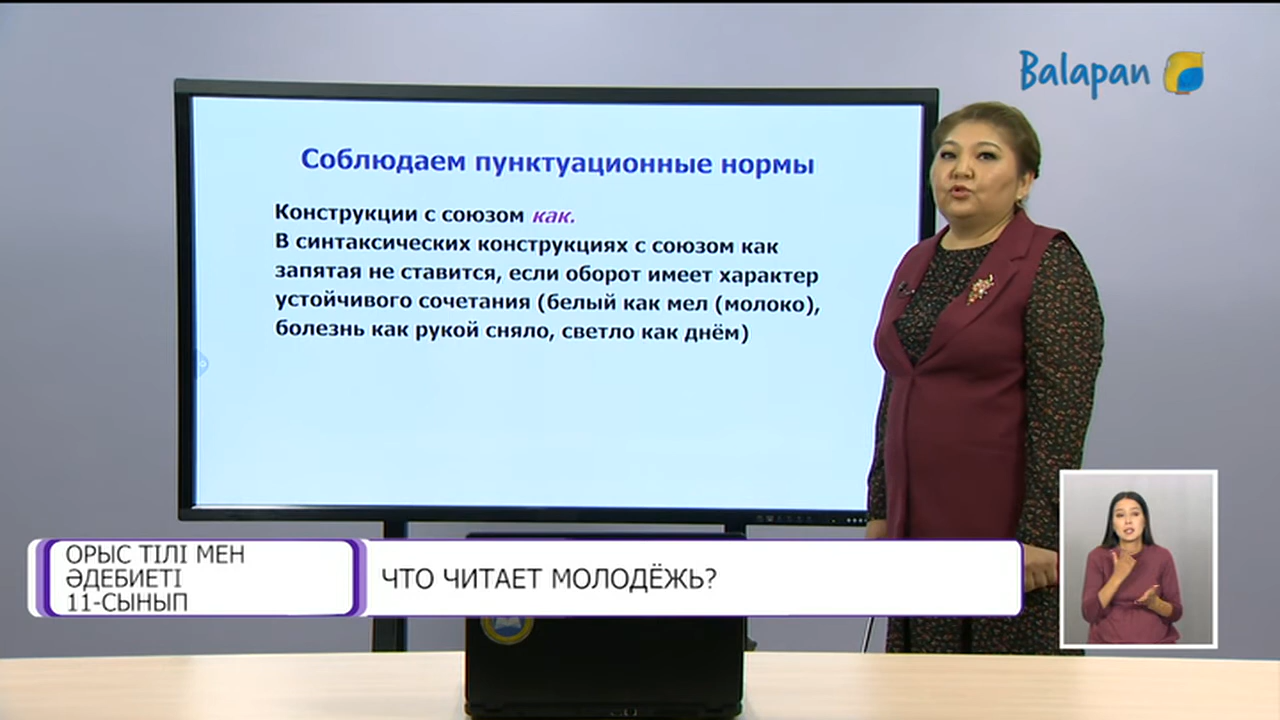 Balapan
Соблюдаем пунктуационные нормы
Конструкции с союзом как.
В синтаксических конструкциях с союзом как
запятая не ставится, если оборот имеет характер
устойчивого сочетания (белый как мел (молоко),
болезнь как рукой сняло, светло как днём)
ОРЫС ТІЛІ МЕН
ӘДЕБИЕТІ
11-СЫНЫП
ЧТО ЧИТАЕТ МОЛОДЁЖЬ?